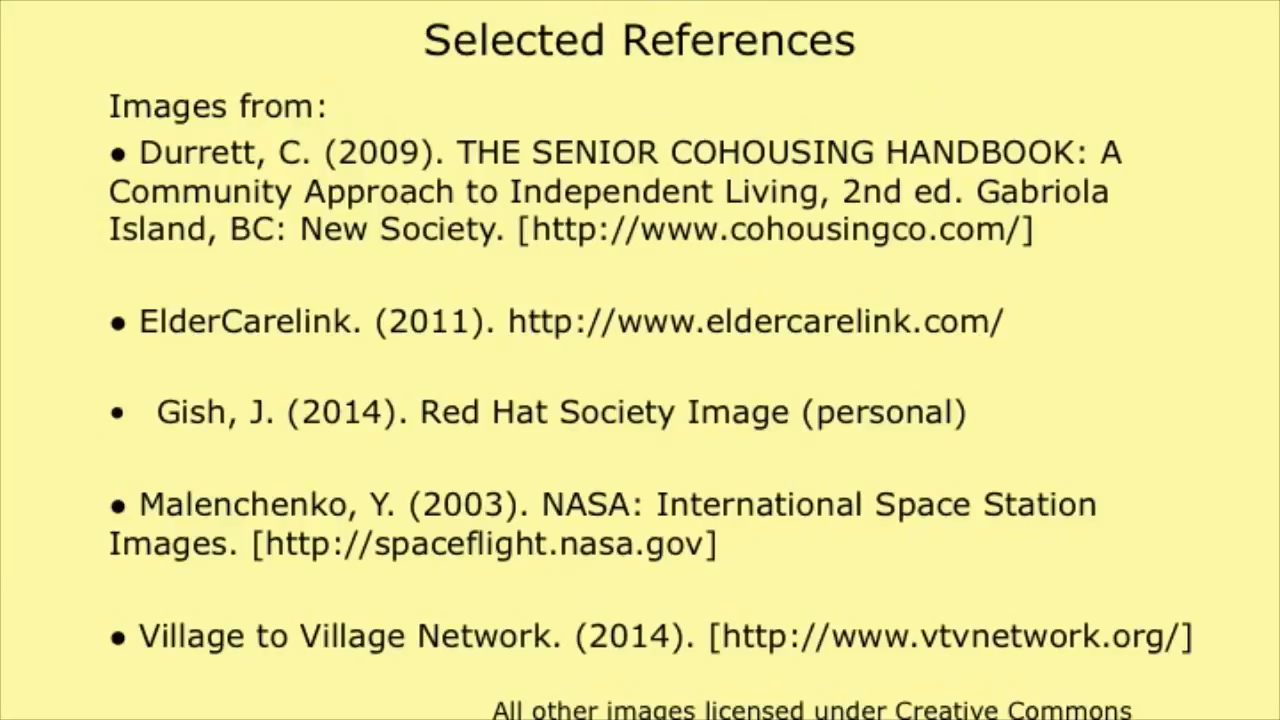 Selected References
Images from:
● Durrett, C. (2009). THE SENIOR COHOUSING HANDBOOK: A
Community Approach to Independent Living, 2nd ed. Gabriola
Island, BC: New Society. [http://www.cohousingco.com/]
● ElderCarelink. (2011). http://www.eldercarelink.com/
• Gish, J. (2014). Red Hat Society Image (personal)
● Malenchenko, Y. (2003). NASA: International Space Station
Images. [http://spaceflight.nasa.gov]
● Village to Village Network. (2014). [http://www.vtvnetwork.org/]
All other images licensed under Creative Commons